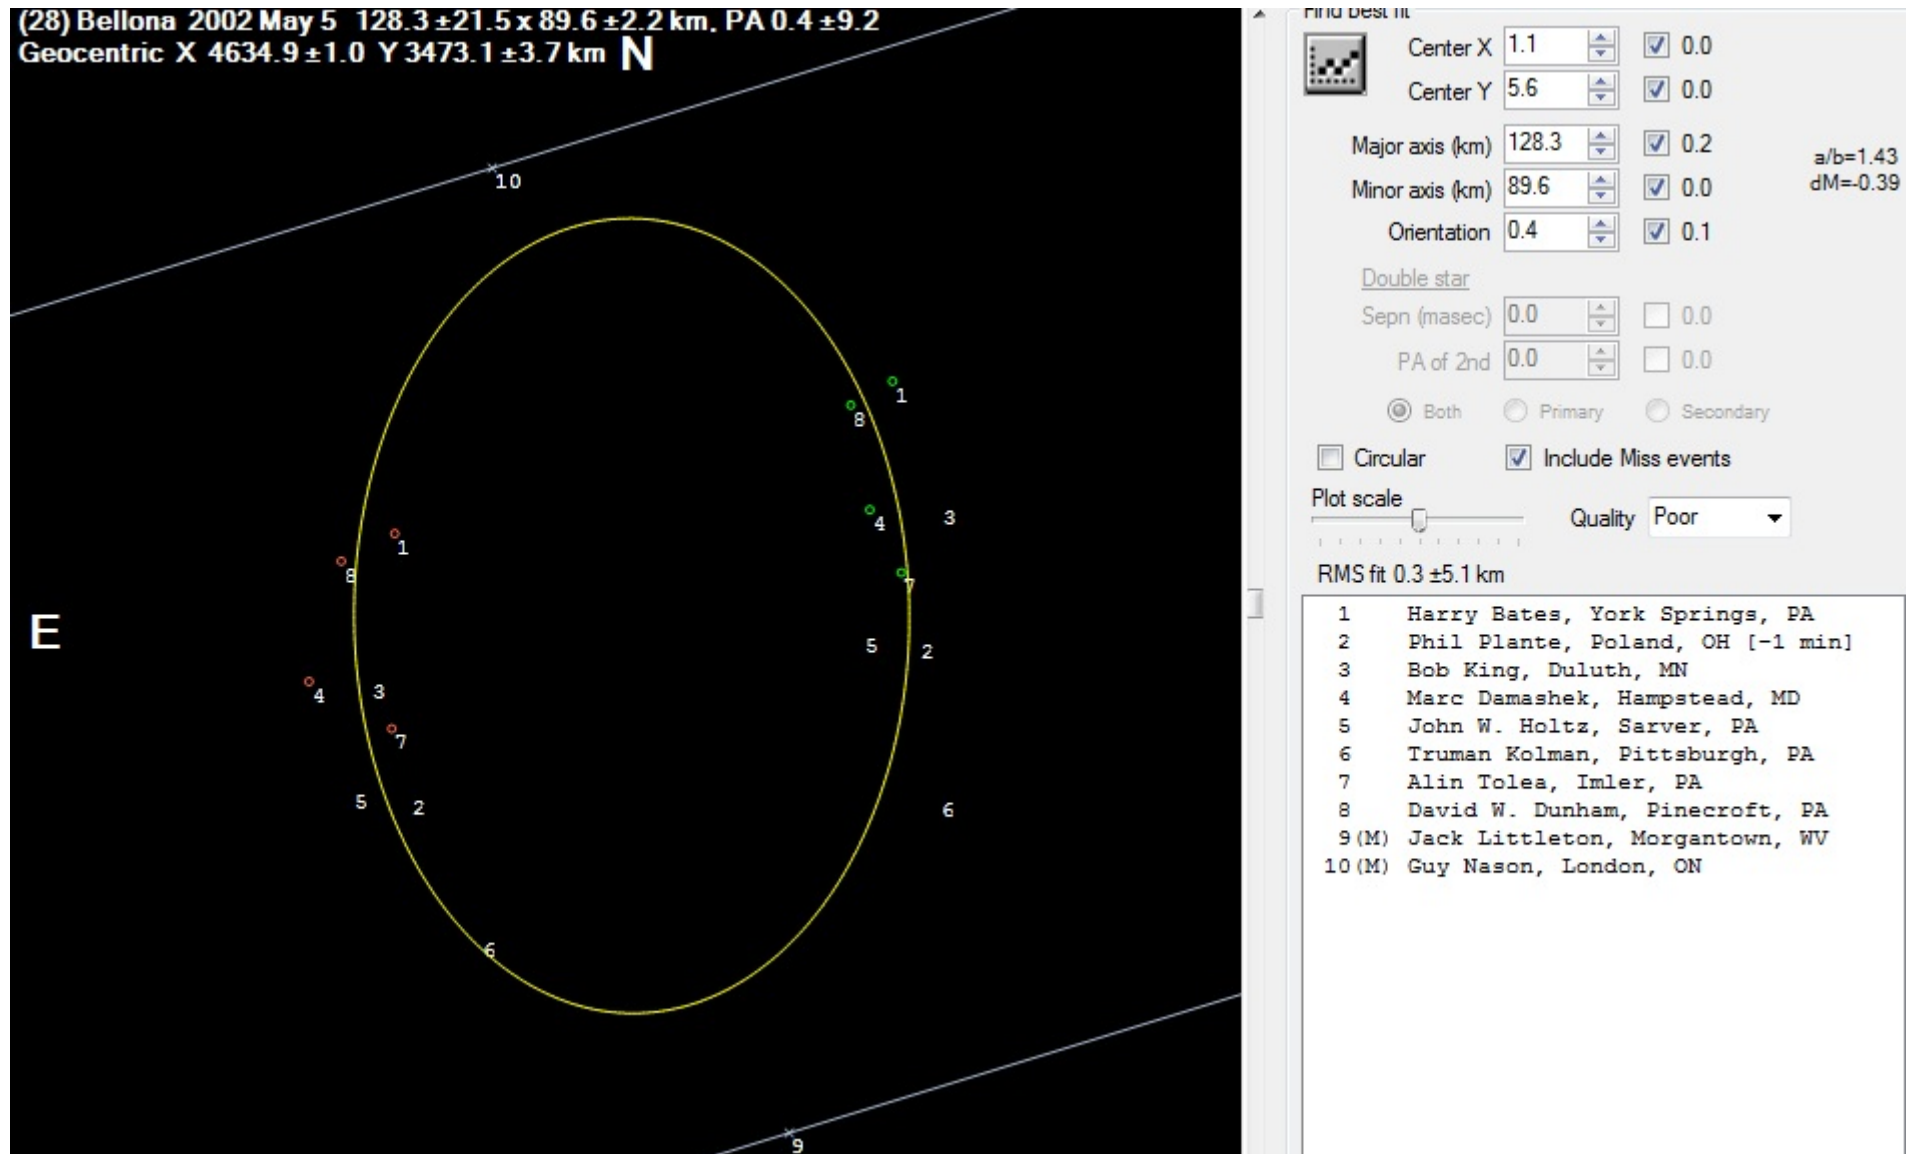 (28) Bellona 2002 May 5 128.3 ±21.5 x 89.6 ±2.2 km, PA 0.4 ±9.2
Geocentric X 4634.9 ±1.0 Y 3473.1 ±3.7 km N
10
1
8
4
3
1
8
7
E
5
2
4
3
7
5
2
6
6
9
Find best fit
Center X 1.1 0.0
Center Y 5.6 0.0
Major axis (km) 128.3 0.2
a/b=1.43
Minor axis (km) 89.6 0.0
dM=-0.39
Orientation 0.4 0.1
Double star
Sepn (masec) 0.0 0.0
PA of 2nd 0.0 0.0
Both Primary Secondary
Circular Include Miss events
Plot scale
Quality Poor
RMS fit 0.3 ±5.1 km
1 Harry Bates, York Springs, PA
2 Phil Plante, Poland, OH [-1 min]
3 Bob King, Duluth, MN
4 Marc Damashek, Hampstead, MD
5 John W. Holtz, Sarver, PA
6 Truman Kolman, Pittsburgh, PA
7 Alin Tolea, Imler, PA
8 David W. Dunham, Pinecroft, PA
9(M) Jack Littleton, Morgantown, WV
10(M) Guy Nason, London, ON